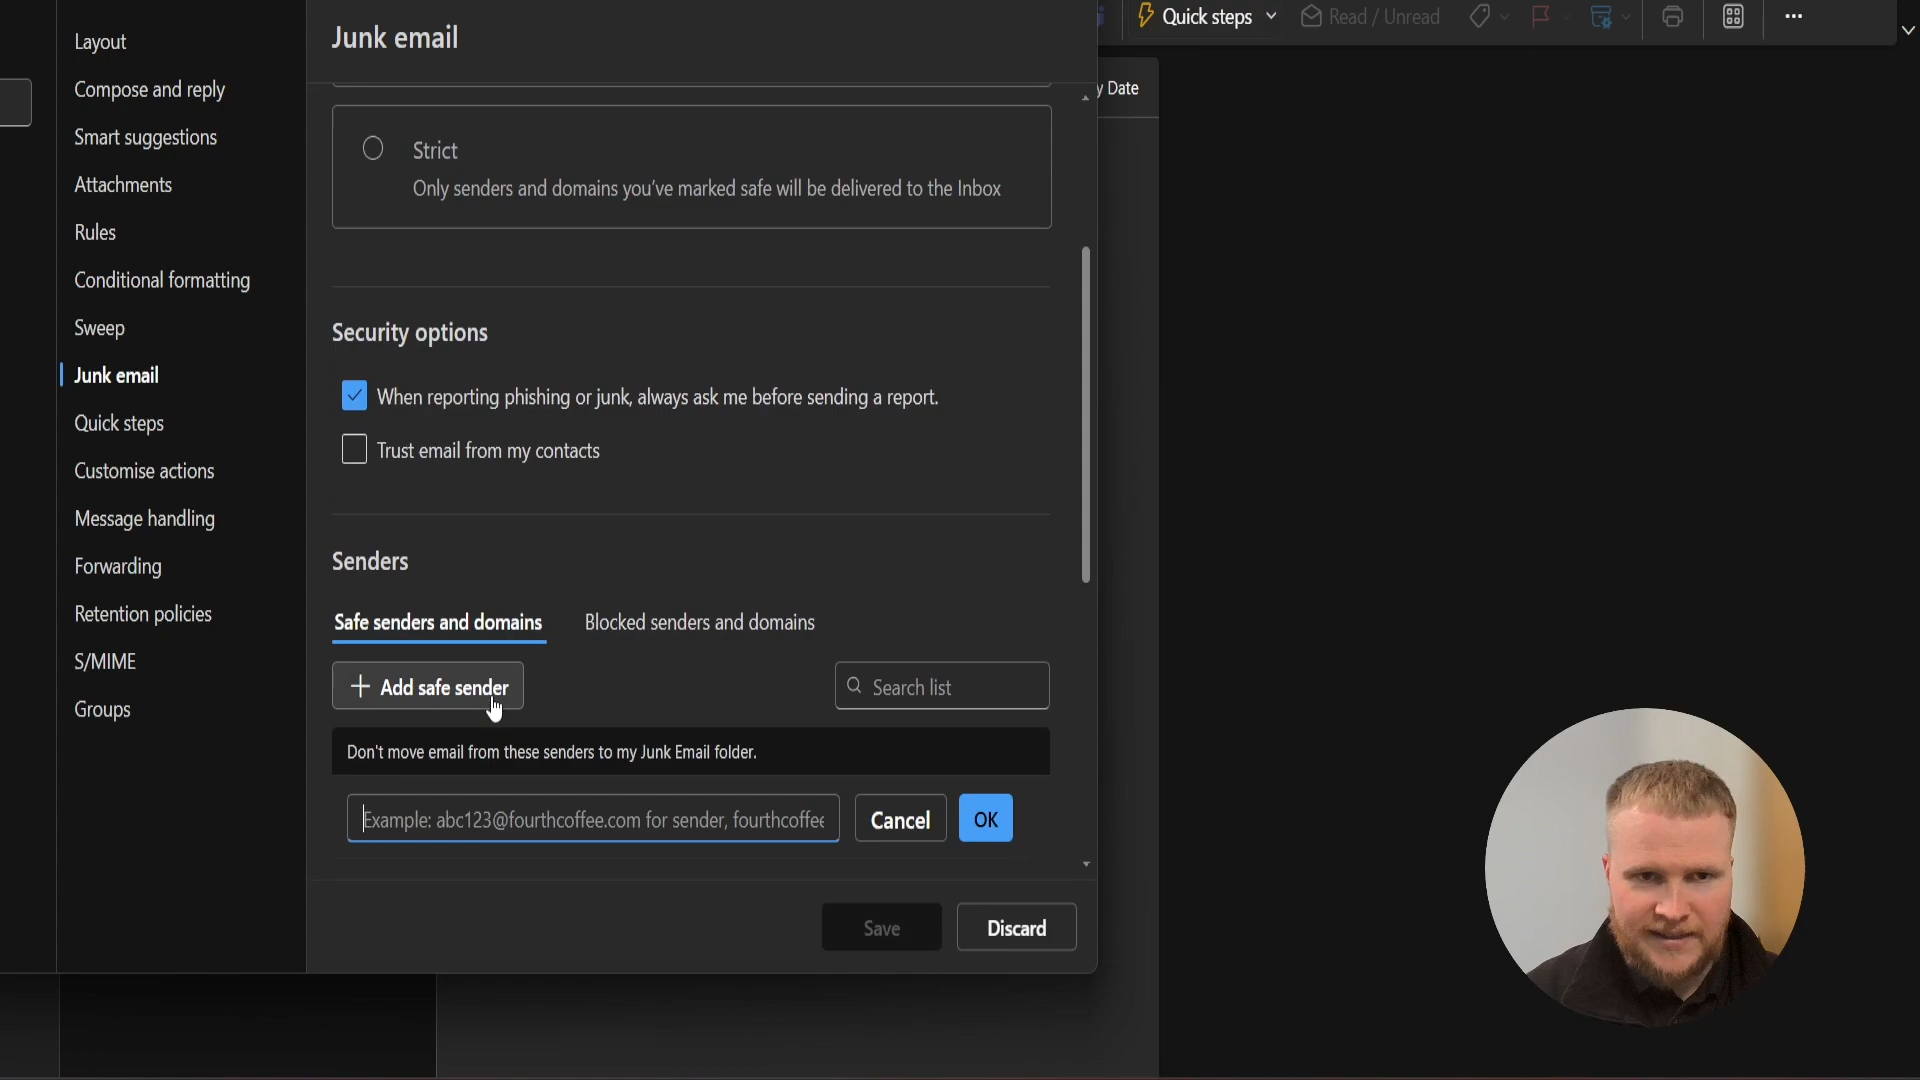 Quick steps
Read / Unread
y Date
Layout
Compose and reply
Smart suggestions
Attachments
Rules
Conditional formatting
Sweep
Junk email
Quick steps
Customise actions
Message handling
Forwarding
Retention policies
S/MIME
Groups
Junk email
Strict
Only senders and domains you've marked safe will be delivered to the Inbox
Security options
When reporting phishing or junk, always ask me before sending a report.
Trust email from my contacts
Senders
Safe senders and domains
Blocked senders and domains
Add safe sender
Search list
Don't move email from these senders to my Junk Email folder.
Example: abc123@fourthcoffee.com for sender, fourthcoffee
Cancel
OK
Save
Discard